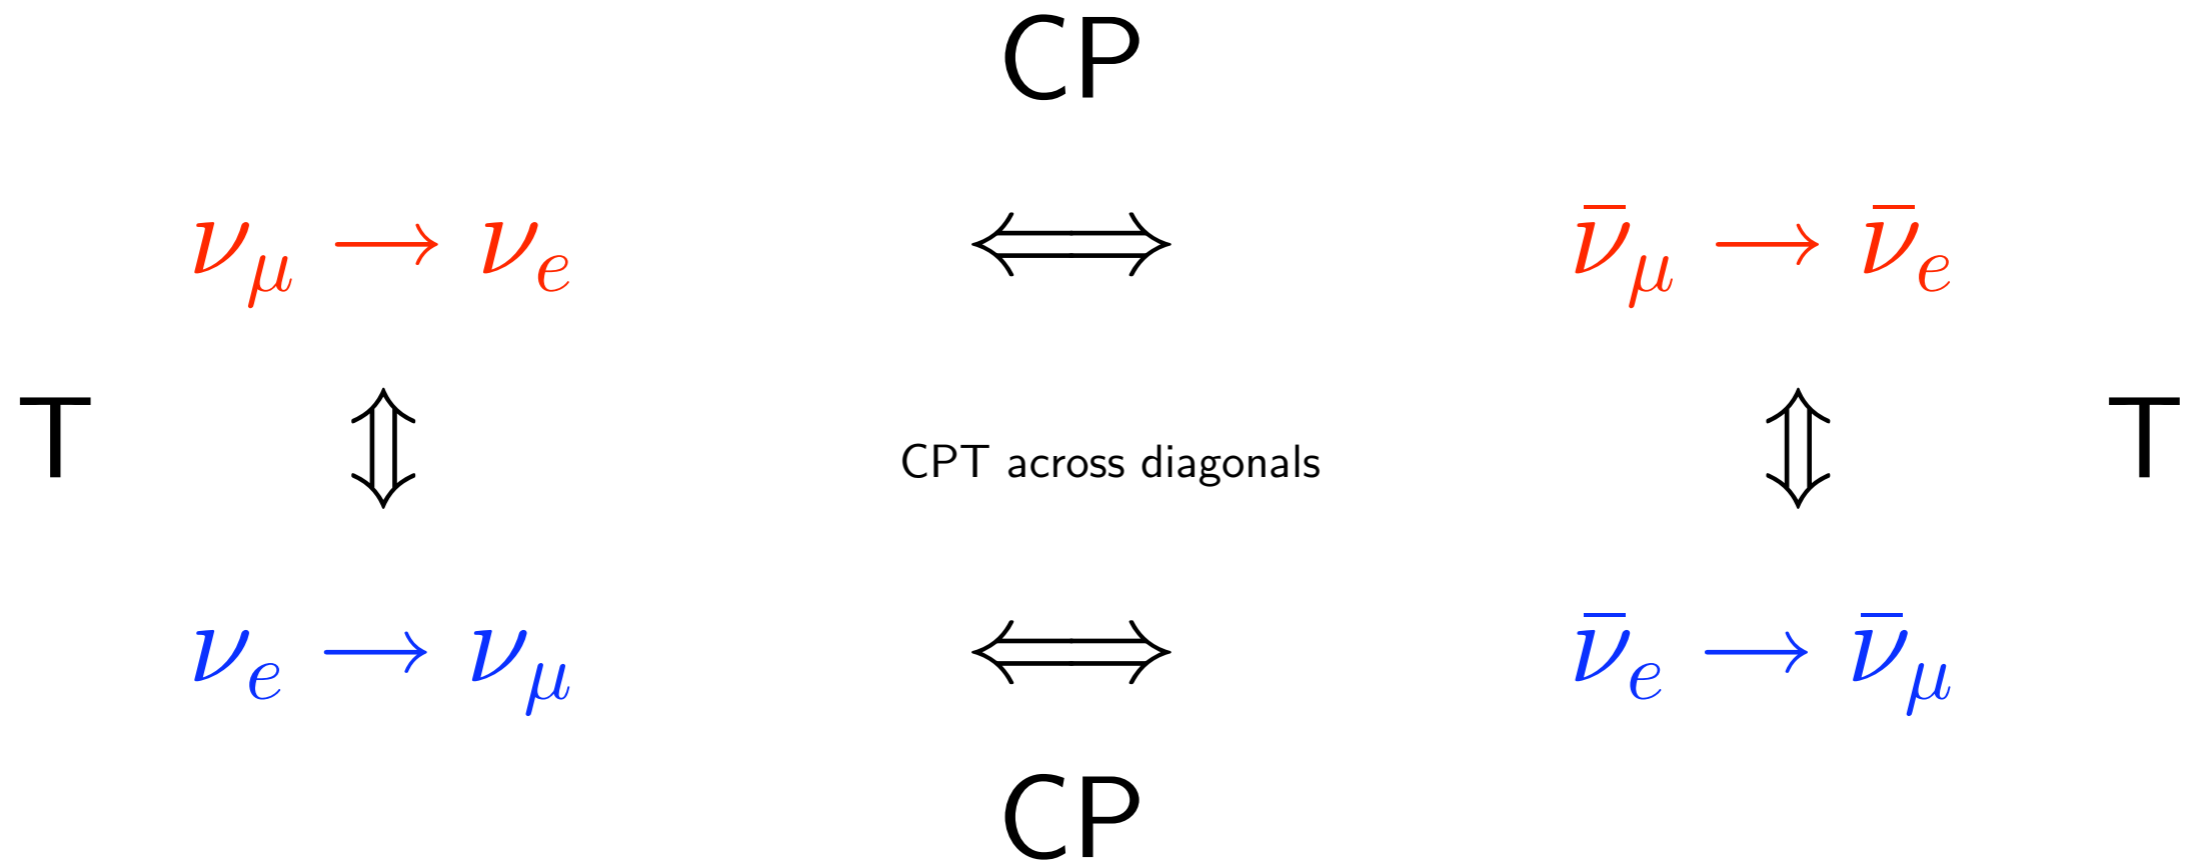 CP
ν_μ → ν_e ⟺ ν̄_μ → ν̄_e
T ⇕ CPT across diagonals ⇕ T
ν_e → ν_μ ⟺ ν̄_e → ν̄_μ
CP